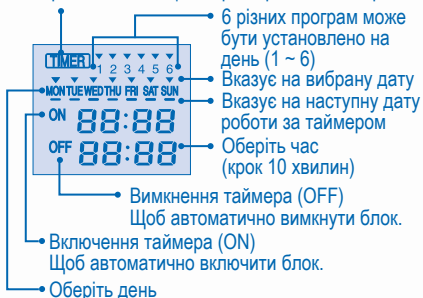 6 різних програм може
бути установлено на
день (1 ~ 6)
Вказує на вибрану дату
Вказує на наступну дату
роботи за таймером
Оберіть час
(крок 10 хвилин)
TIMER
1 2 3 4 5 6
MON TUE WED THU FRI SAT SUN
ON 88:88
OFF 88:88
Вимкнення таймера (OFF)
Щоб автоматично вимкнути блок.
Включення таймера (ON)
Щоб автоматично включити блок.
Оберіть день